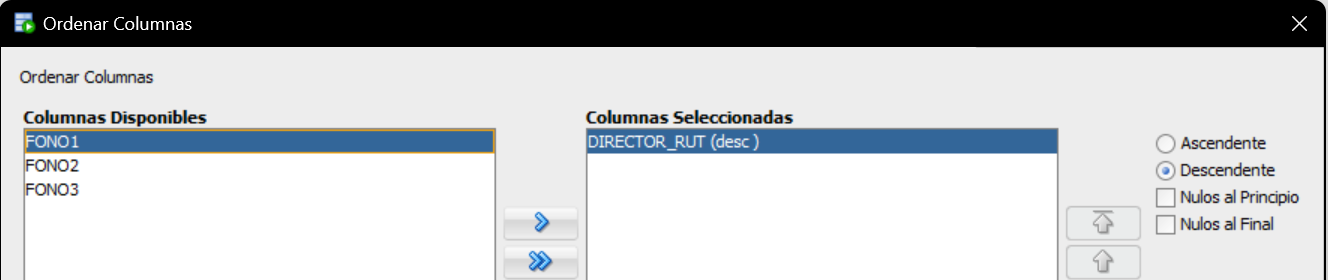 Ordenar Columnas
Ordenar Columnas
Columnas Disponibles
FONO1
FONO2
FONO3
Columnas Seleccionadas
DIRECTOR_RUT (desc )
Ascendente
Descendente
Nulos al Principio
Nulos al Final